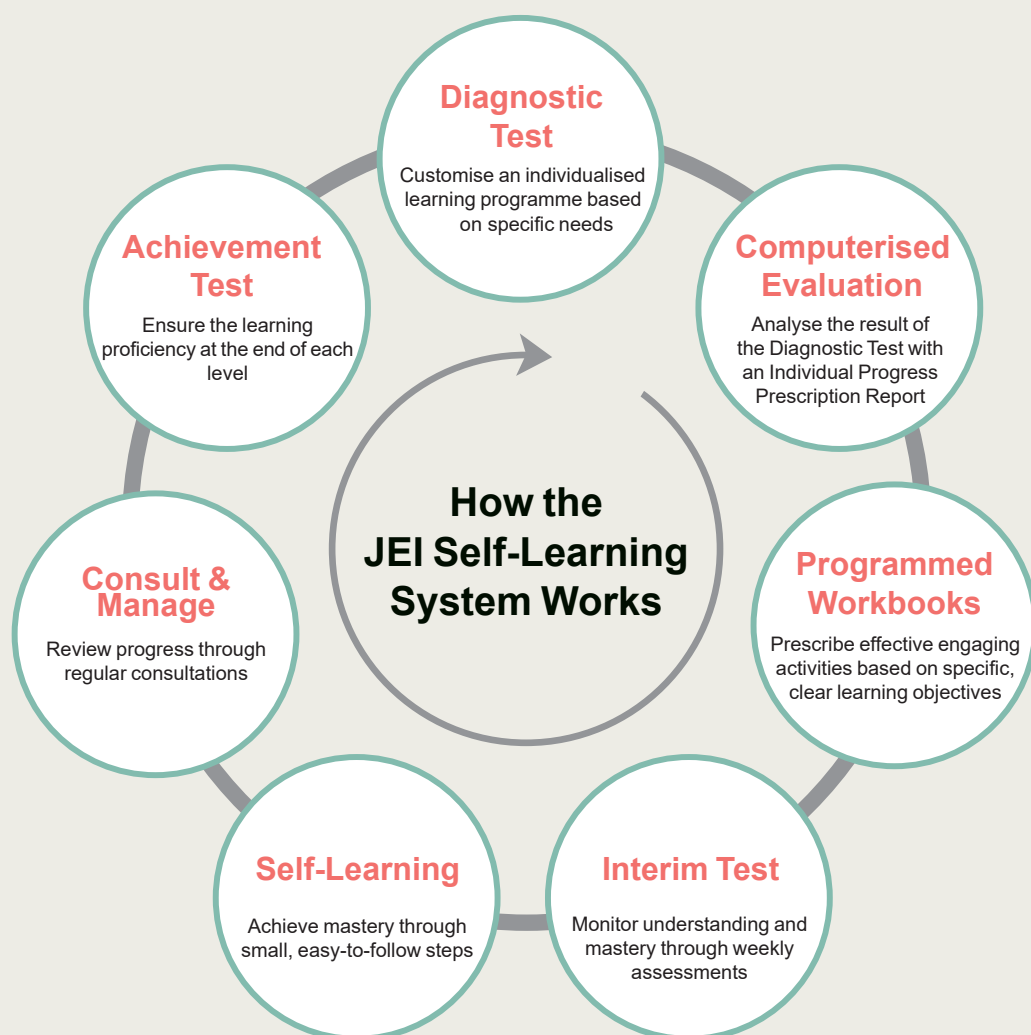 Diagnostic
Test
Customise an individualised
learning programme based
on specific needs
Computerised
Evaluation
Analyse the result of
the Diagnostic Test with
an Individual Progress
Prescription Report
Programmed
Workbooks
Prescribe effective engaging
activities based on specific,
clear learning objectives
Interim Test
Monitor understanding and
mastery through weekly
assessments
Self-Learning
Achieve mastery through
small, easy-to-follow steps
Consult &
Manage
Review progress through
regular consultations
Achievement
Test
Ensure the learning
proficiency at the end of each
level
How the
JEI Self-Learning
System Works